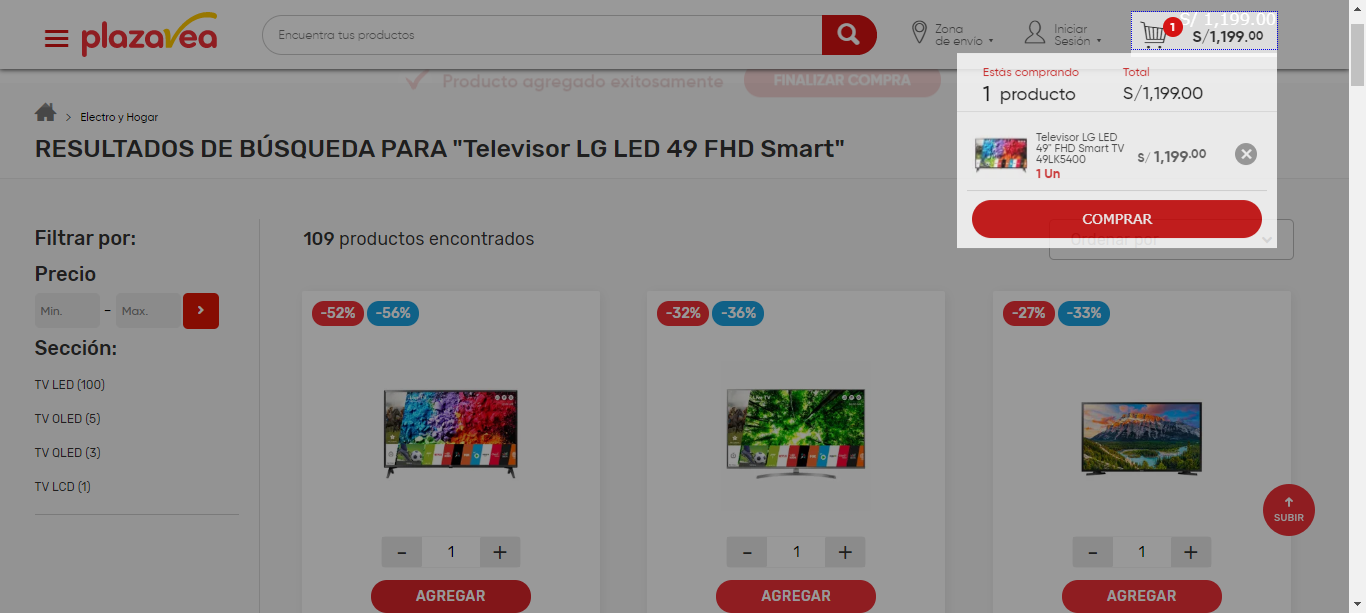 plazavea
Encuentra tus productos
Zona
de envío
Iniciar
Sesión
1
S/ 1,199.00
S/1,199.00
Producto agregado exitosamente
FINALIZAR COMPRA
Estás comprando
Total
1 producto
S/1,199.00
Televisor LG LED
49" FHD Smart TV
49LK5400
1 Un
S/ 1,199.00
COMPRAR
> Electro y Hogar
RESULTADOS DE BÚSQUEDA PARA "Televisor LG LED 49 FHD Smart"
Filtrar por:
109 productos encontrados
Ordenar por
Precio
Min. – Max. >
Sección:
TV LED (100)
TV OLED (5)
TV QLED (3)
TV LCD (1)
-52% -56%
- 1 +
AGREGAR
-32% -36%
- 1 +
AGREGAR
-27% -33%
- 1 +
AGREGAR
SUBIR